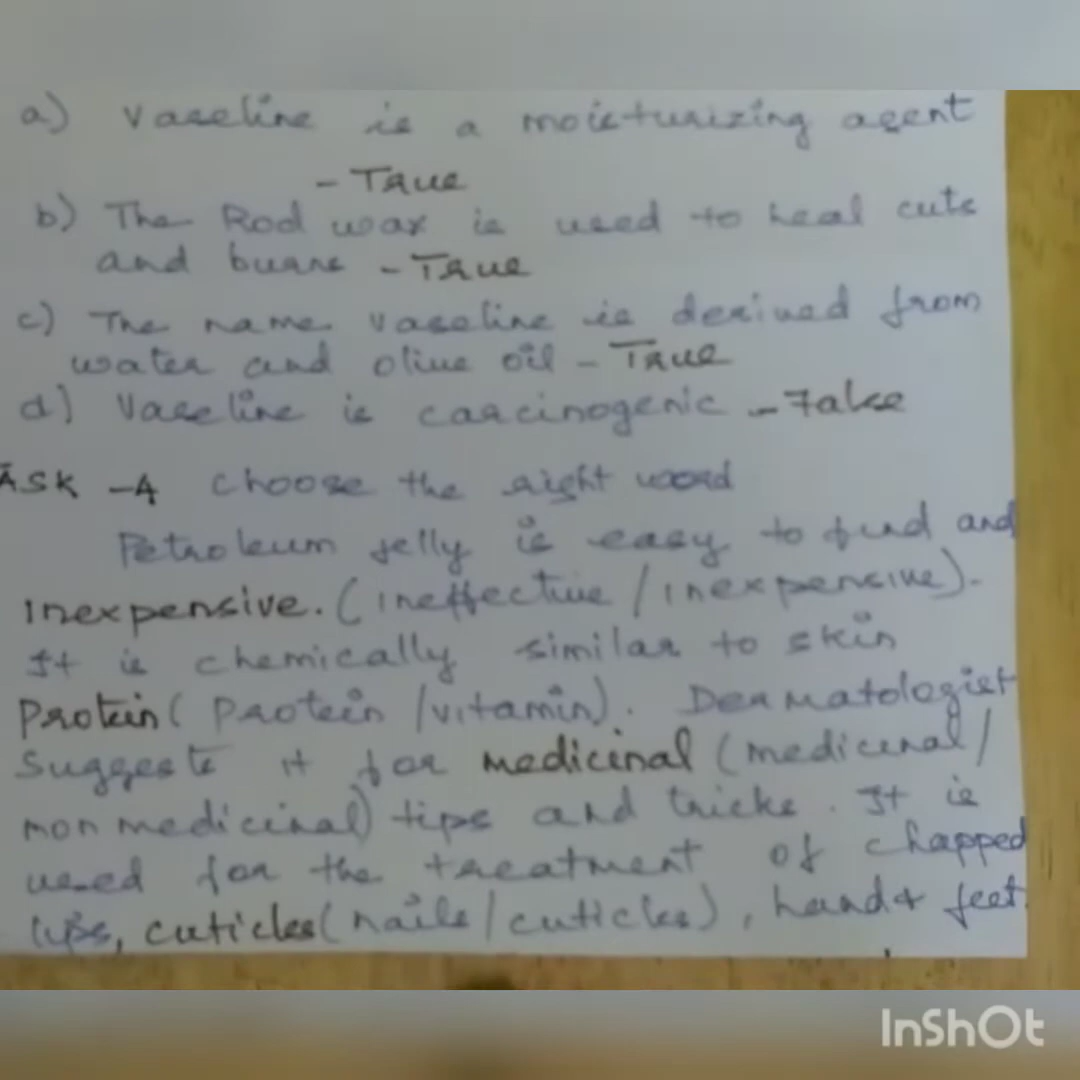 a) Vaseline is a moisturizing agent
- True
b) The Rod wax is used to heal cuts
and burns - True
c) The name Vaseline is derived from
water and olive oil - True
d) Vaseline is carcinogenic - False
ASK -4 Choose the right word
Petroleum jelly is easy to find and
inexpensive. (ineffective / inexpensive).
It is chemically similar to skin
Protein ( Protein / vitamin). Dermatologist
suggests it for medicinal (medicinal /
non medicinal) tips and tricks. It is
used for the treatment of chapped
lips, cuticles (nails / cuticles), hand & feet.
InShOt